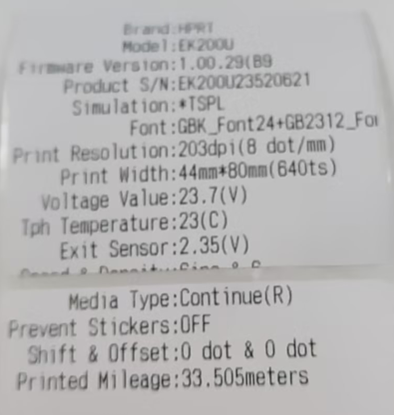 Brand:HPRT
Model:EK200U
Firmware Version:1.00.29(B9
Product S/N:EK200U23520621
Simulation:*TSPL
Font:GBK_Font24+GB2312_Fon
Print Resolution:203dpi(8 dot/mm)
Print Width:44mm*80mm(640ts)
Voltage Value:23.7(V)
Tph Temperature:23(C)
Exit Sensor:2.35(V)
Media Type:Continue(R)
Prevent Stickers:OFF
Shift & Offset:0 dot & 0 dot
Printed Mileage:33.505meters